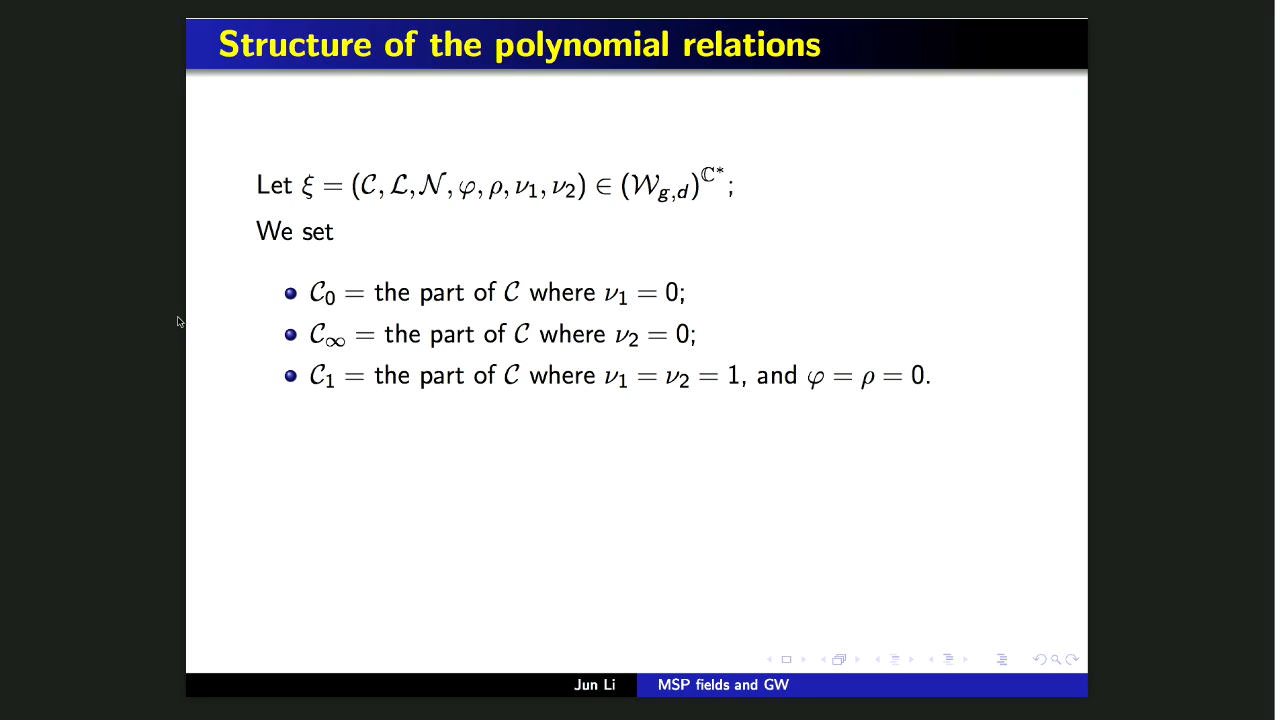 Structure of the polynomial relations
Let ξ = (𝒞, ℒ, 𝒩, φ, ρ, ν₁, ν₂) ∈ (𝒲_{g,d})^{ℂ*};
We set
𝒞₀ = the part of 𝒞 where ν₁ = 0;
𝒞_∞ = the part of 𝒞 where ν₂ = 0;
𝒞₁ = the part of 𝒞 where ν₁ = ν₂ = 1, and φ = ρ = 0.
Jun Li
MSP fields and GW